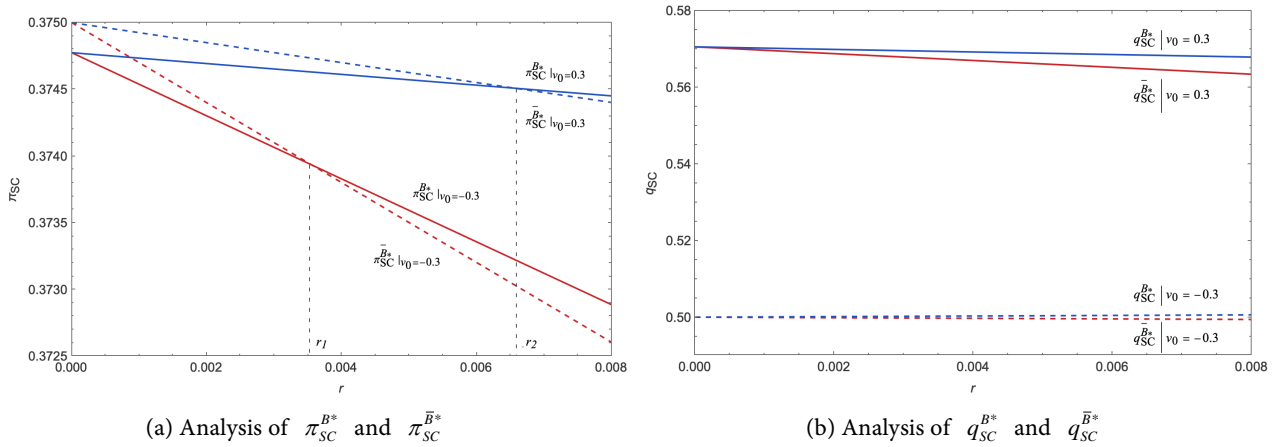 0.3750
0.3745
0.3740
0.3735
0.3730
0.3725
π_SC
π_SC^B* |v₀=0.3
π_SC^B̄* |v₀=0.3
π_SC^B* |v₀=-0.3
π_SC^B̄* |v₀=-0.3
r₁
r₂
0.000 0.002 0.004 0.006 0.008
r
(a) Analysis of π_SC^B* and π_SC^B̄*
0.58
0.56
0.54
0.52
0.50
q_SC
q_SC^B* | v₀ = 0.3
q_SC^B̄* | v₀ = 0.3
q_SC^B* | v₀ = -0.3
q_SC^B̄* | v₀ = -0.3
0.000 0.002 0.004 0.006 0.008
r
(b) Analysis of q_SC^B* and q_SC^B̄*